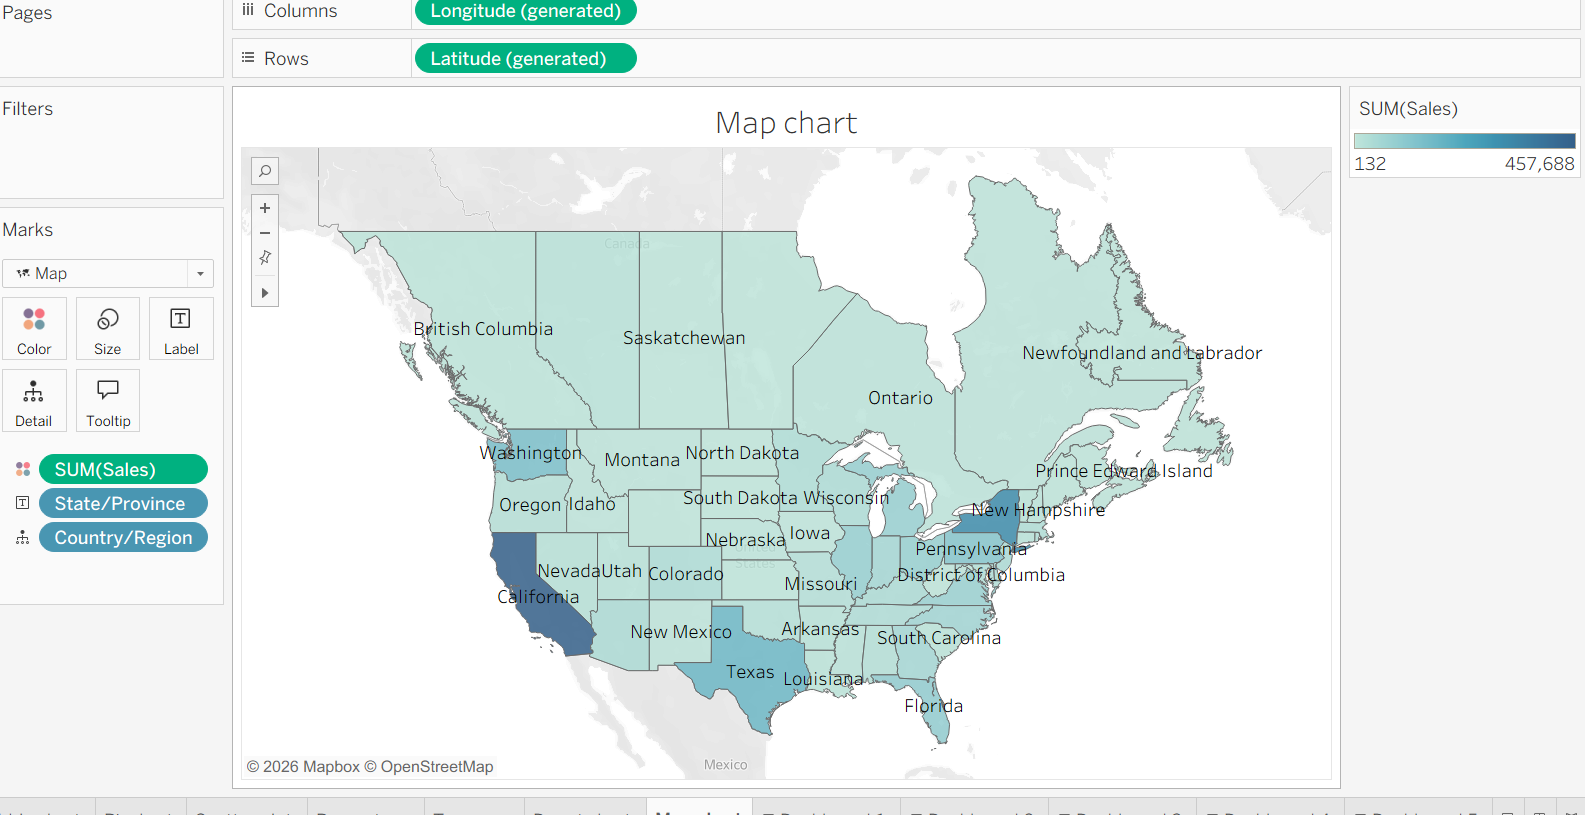 Pages
Columns
Longitude (generated)
Rows
Latitude (generated)
Filters
Map chart
SUM(Sales)
132
457,688
Marks
Map
Color
Size
Label
Detail
Tooltip
SUM(Sales)
State/Province
Country/Region
Canada
British Columbia
Saskatchewan
Newfoundland and Labrador
Ontario
Washington
Montana
North Dakota
Prince Edward Island
Oregon
Idaho
South Dakota
Wisconsin
New Hampshire
Nebraska
Iowa
United
States
Pennsylvania
Nevada
Utah
Colorado
Missouri
District of Columbia
California
New Mexico
Arkansas
South Carolina
Texas
Louisiana
Florida
Mexico
© 2026 Mapbox © OpenStreetMap